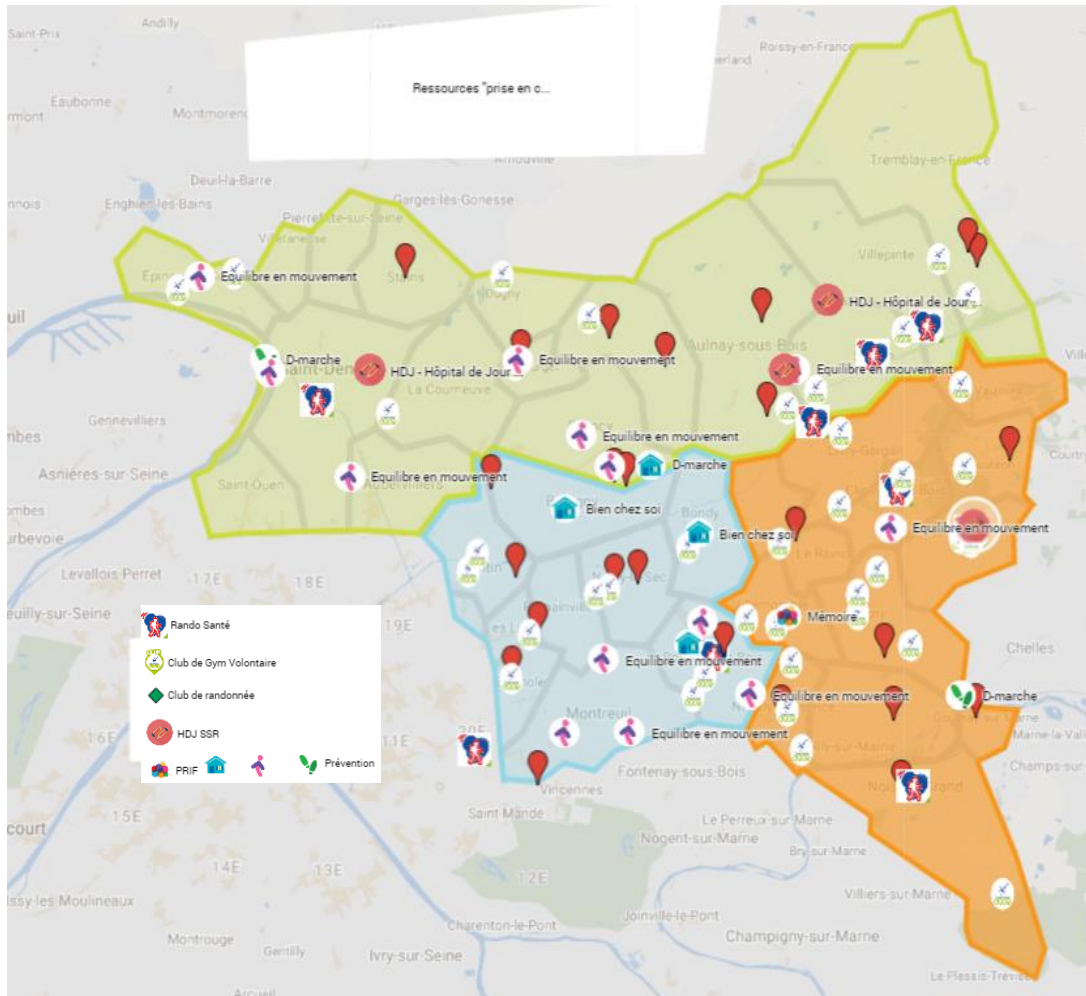 Andilly
Saint-Prix
Roissy-en-France
Ressources "prise en c...
Eaubonne
Montmorenc
Tremblay-en-France
Deuil-la-Barre
Enghien-les-Bains
Garges-lès-Gonesse
Pierrefitte-sur-Seine
Villetaneuse
Villepinte
Stains
Equilibre en mouvement
Dugny
HDJ - Hôpital de Jour ...
Aulnay-sous-Bois
D-marche
Saint-Den
HDJ - Hôpital de Jour ...
Equilibre en mouvement
Equilibre en mouvement
La Courneuve
Gennevilliers
Equilibre en mouvement
Livry-Gargan
Asnières-sur-Seine
D-marche
Equilibre en mouvement
Saint-Ouen
Aubervilliers
Bien chez soi
Bondy
Equilibre en mouvement
Bien chez soi
Levallois-Perret
17E
18E
19E
Mémoire
Rando Santé
Club de Gym Volontaire
Equilibre en mouvement
Chelles
Club de randonnée
Equilibre en mouvement
D-marche
Montreuil
HDJ SSR
16E
20E
11E
Equilibre en mouvement
PRIF
Prévention
Fontenay-sous-Bois
Vincennes
Champs-sur-
Saint-Mandé
15E
Le Perreux-sur-Marne
Nogent-sur-Marne
Bry-sur-Marne
14E
13E
12E
Villiers-sur-Marne
Issy-les Moulineaux
Joinville-le-Pont
Charenton-le-Pont
Montrouge
Gentilly
Ivry-sur-Seine
Champigny-sur-Marne
Le Plessis-Trévise
Arcueil